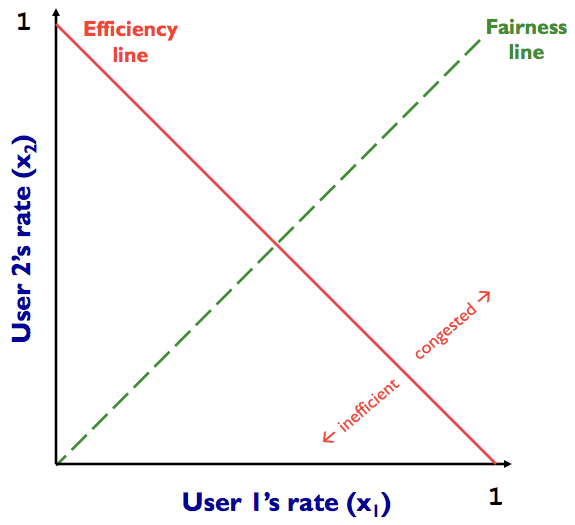 1
Efficiency
line
Fairness
line
User 2's rate (x₂)
congested →
← inefficient
User 1's rate (x₁)
1